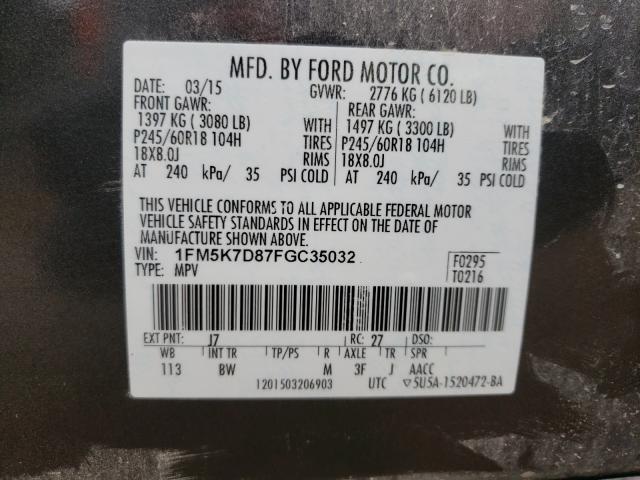 MFD. BY FORD MOTOR CO.
DATE: 03/15 GVWR: 2776 KG ( 6120 LB)
FRONT GAWR: REAR GAWR:
1397 KG ( 3080 LB) WITH 1497 KG ( 3300 LB) WITH
P245/60R18 104H TIRES P245/60R18 104H TIRES
18X8.0J RIMS 18X8.0J RIMS
AT 240 kPa/ 35 PSI COLD AT 240 kPa/ 35 PSI COLD
THIS VEHICLE CONFORMS TO ALL APPLICABLE FEDERAL MOTOR
VEHICLE SAFETY STANDARDS IN EFFECT ON THE DATE OF
MANUFACTURE SHOWN ABOVE.
VIN: 1FM5K7D87FGC35032 F0295
TYPE: MPV T0216
EXT PNT: J7 RC: 27 DSO:
WB INT TR TP/PS R AXLE TR SPR
113 BW M 3F J AACC
1201503206903 UTC ▽5U5A-1520472-BA